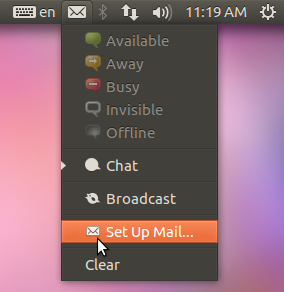 en 11:19 AM
Available
Away
Busy
Invisible
Offline
Chat
Broadcast
Set Up Mail...
Clear